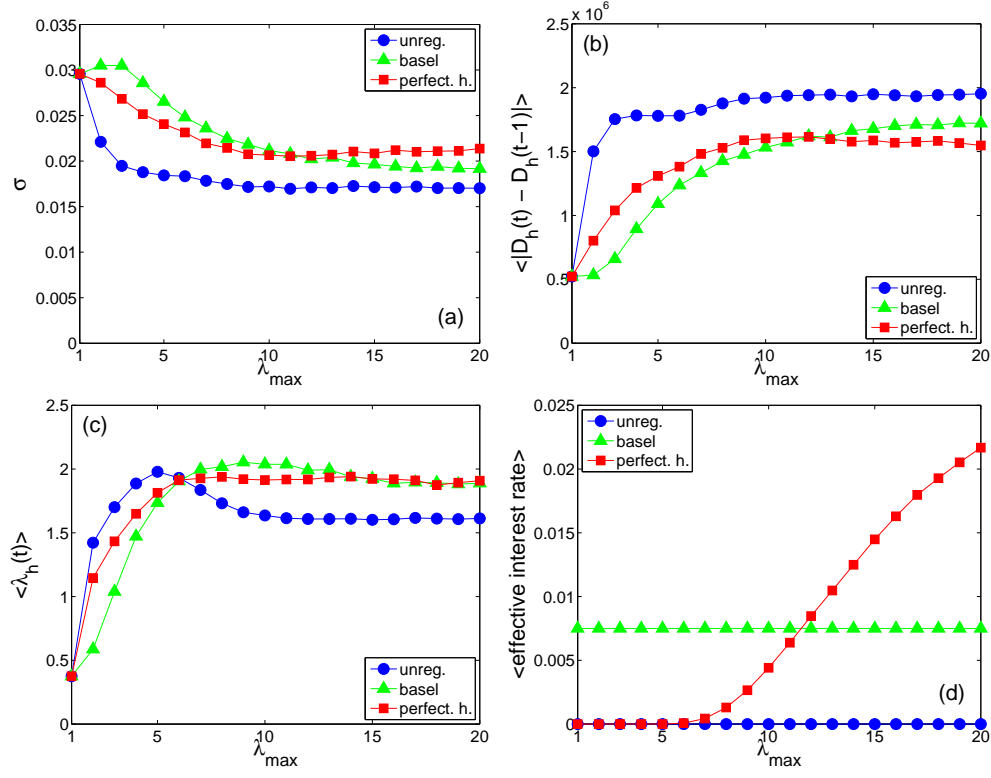 0.035
0.03
0.025
0.02
0.015
0.01
0.005
0
σ
1
5
10
15
20
λmax
unreg.
basel
perfect. h.
(a)
x 10^6
2.5
2
1.5
1
0.5
0
<|D_h(t) − D_h(t−1)|>
1
5
10
15
20
λmax
(b)
unreg.
basel
perfect. h.
2.5
2
1.5
1
0.5
0
<λ_h(t)>
1
5
10
15
20
λmax
(c)
unreg.
basel
perfect. h.
0.025
0.02
0.015
0.01
0.005
0
<effective interest rate>
1
5
10
15
20
λmax
unreg.
basel
perfect. h.
(d)